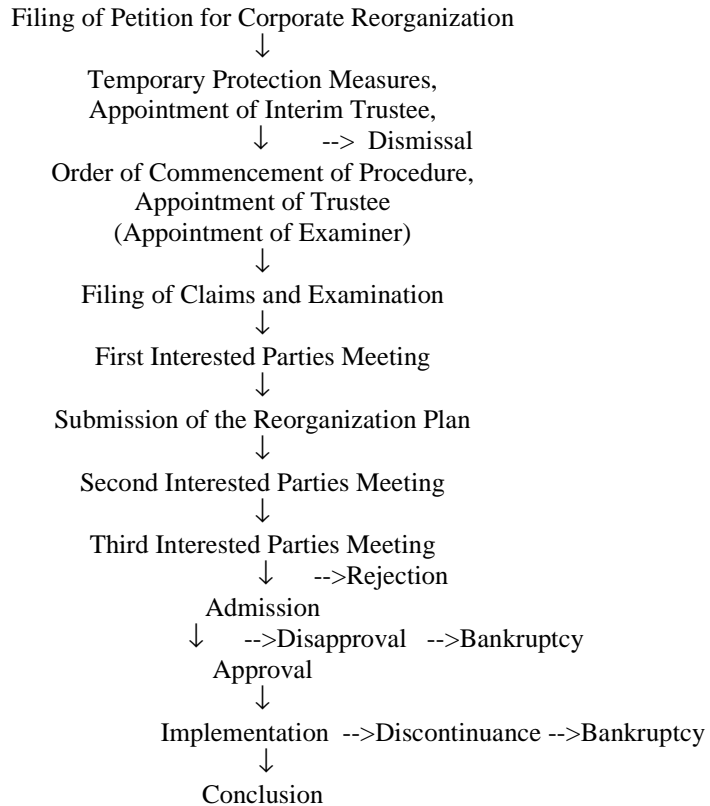 Filing of Petition for Corporate Reorganization
↓
Temporary Protection Measures,
Appointment of Interim Trustee,
↓ --> Dismissal
Order of Commencement of Procedure,
Appointment of Trustee
(Appointment of Examiner)
↓
Filing of Claims and Examination
↓
First Interested Parties Meeting
↓
Submission of the Reorganization Plan
↓
Second Interested Parties Meeting
↓
Third Interested Parties Meeting
↓ -->Rejection
Admission
↓ -->Disapproval -->Bankruptcy
Approval
↓
Implementation -->Discontinuance -->Bankruptcy
↓
Conclusion